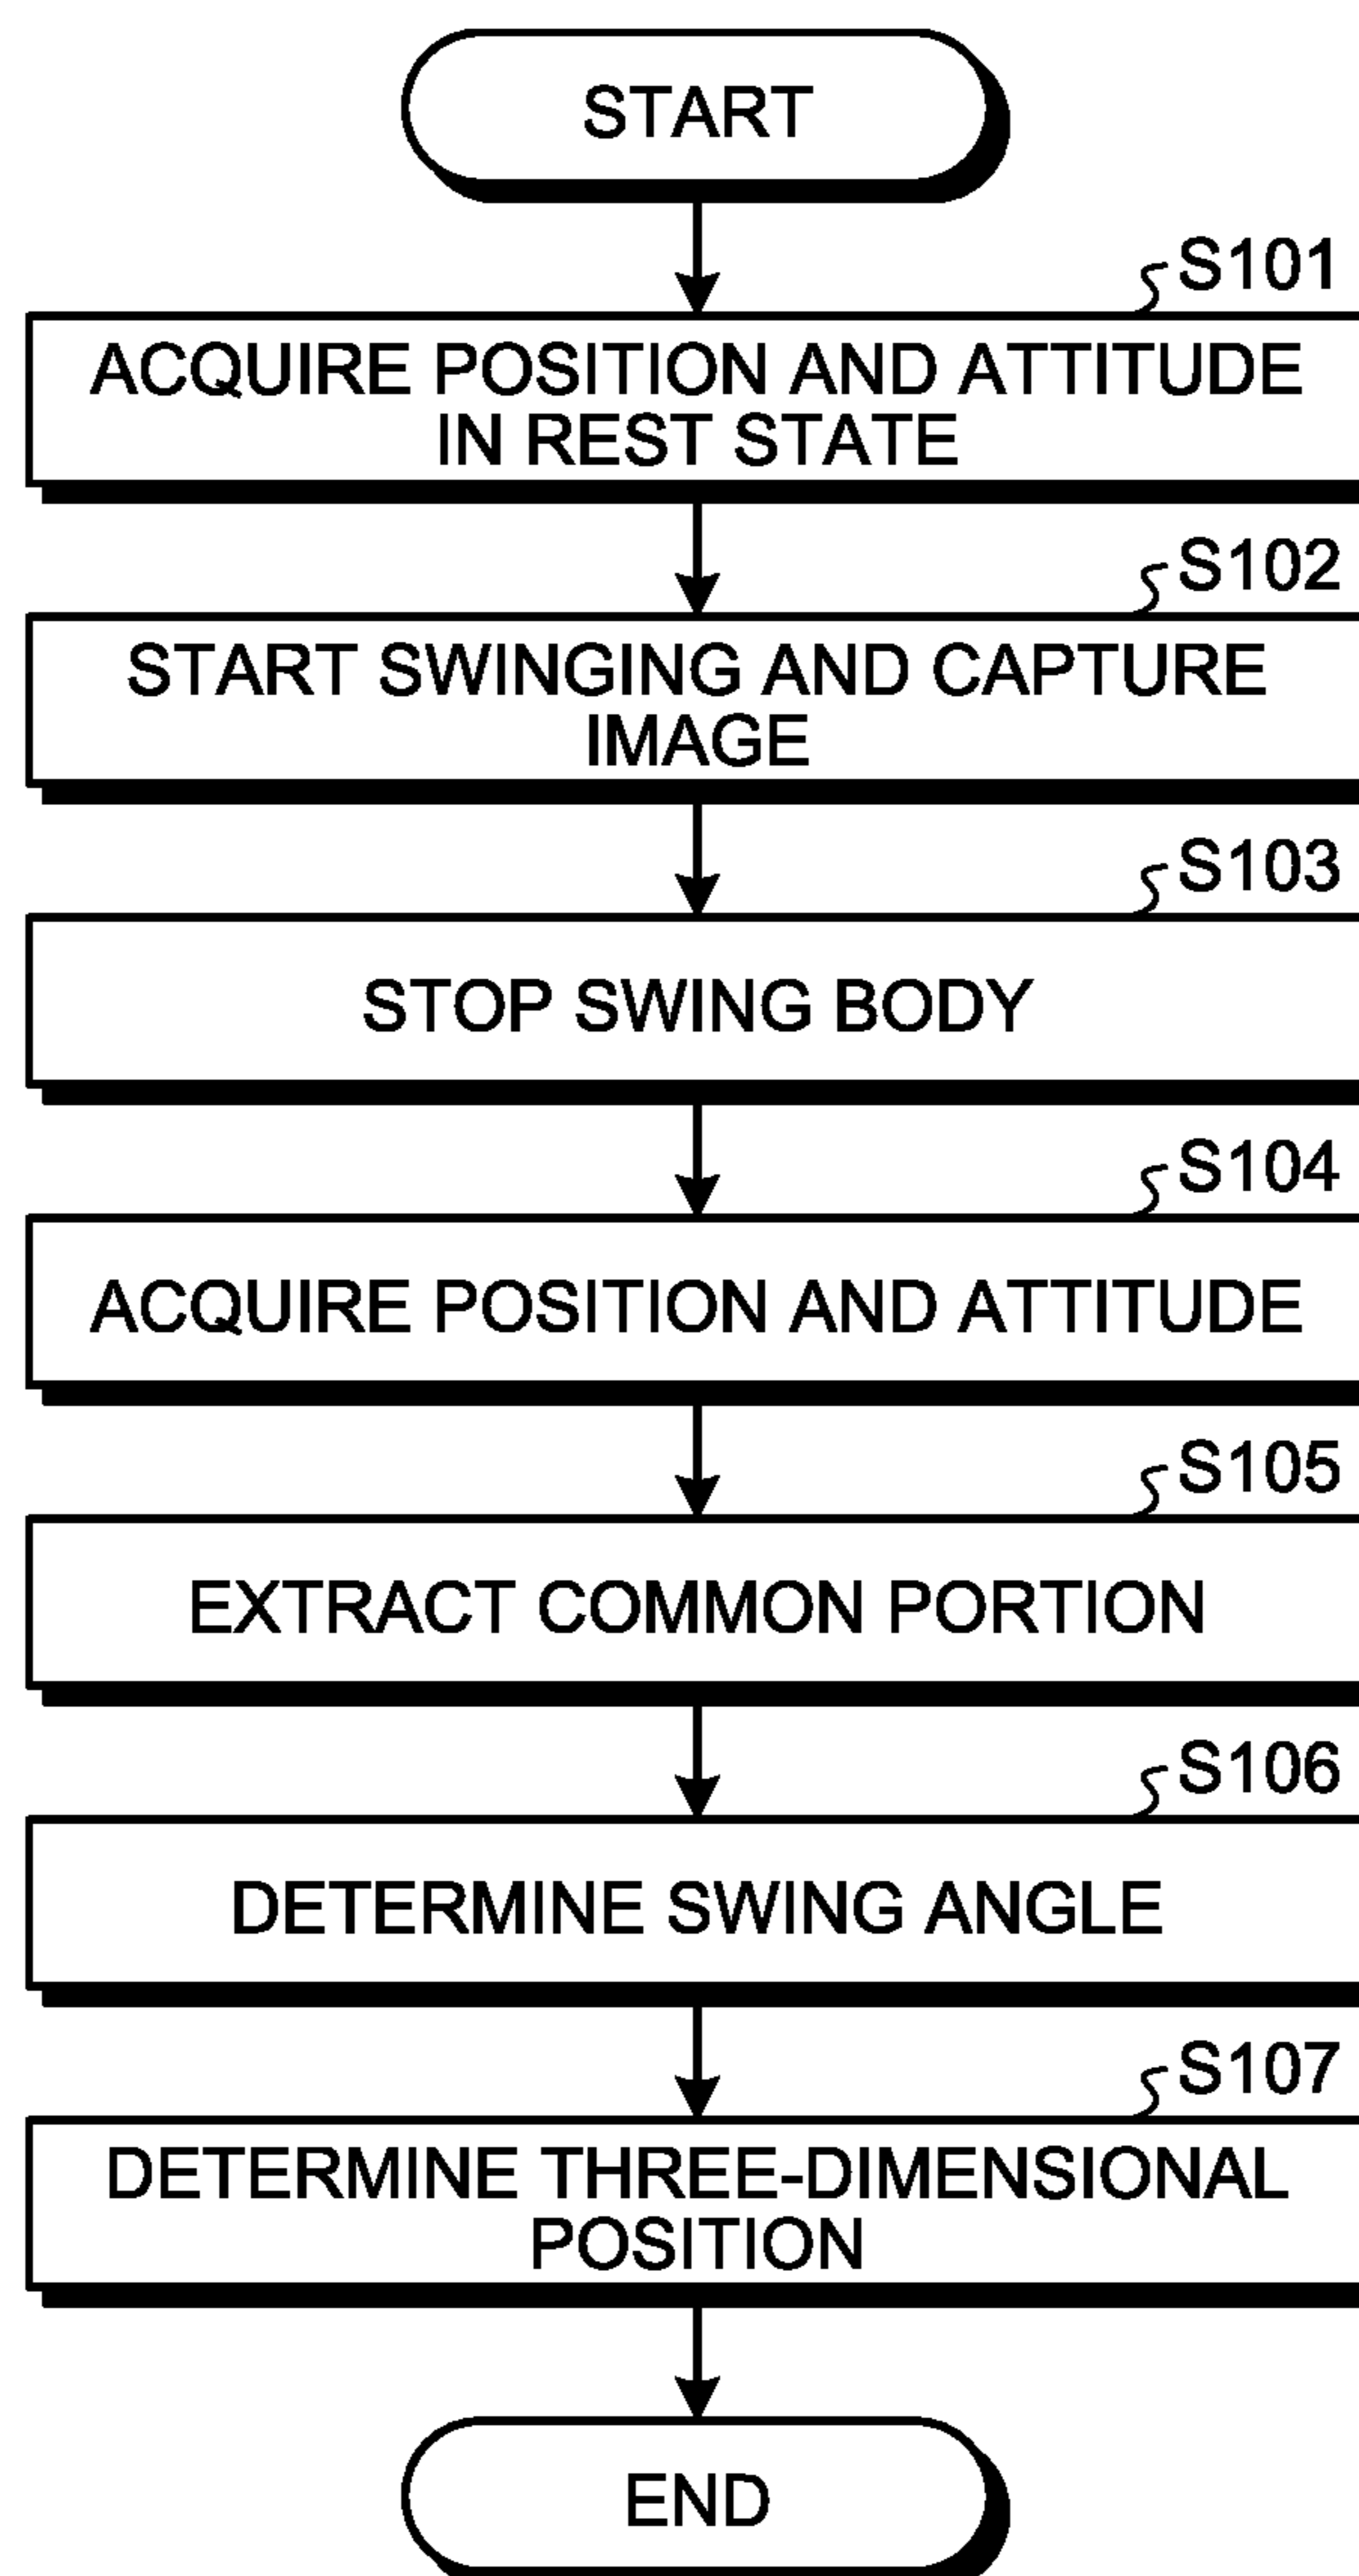 START
S101
ACQUIRE POSITION AND ATTITUDE
IN REST STATE
S102
START SWINGING AND CAPTURE
IMAGE
S103
STOP SWING BODY
S104
ACQUIRE POSITION AND ATTITUDE
S105
EXTRACT COMMON PORTION
S106
DETERMINE SWING ANGLE
S107
DETERMINE THREE-DIMENSIONAL
POSITION
END